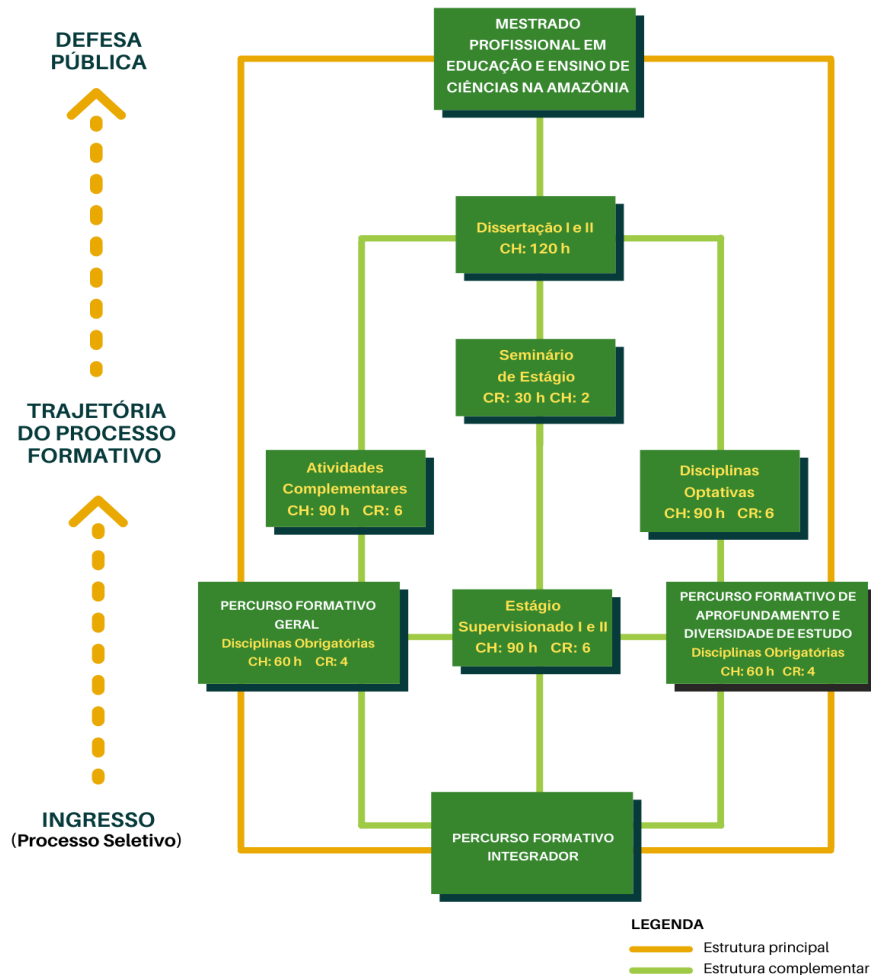 DEFESA
PÚBLICA
MESTRADO
PROFISSIONAL EM
EDUCAÇÃO E ENSINO DE
CIÊNCIAS NA AMAZÔNIA
Dissertação I e II
CH: 120 h
Seminário
de Estágio
CR: 30 h CH: 2
TRAJETÓRIA
DO PROCESSO
FORMATIVO
Atividades
Complementares
CH: 90 h CR: 6
Disciplinas
Optativas
CH: 90 h CR: 6
PERCURSO FORMATIVO
GERAL
Disciplinas Obrigatórias
CH: 60 h CR: 4
Estágio
Supervisionado I e II
CH: 90 h CR: 6
PERCURSO FORMATIVO DE
APROFUNDAMENTO E
DIVERSIDADE DE ESTUDO
Disciplinas Obrigatórias
CH: 60 h CR: 4
INGRESSO
(Processo Seletivo)
PERCURSO FORMATIVO
INTEGRADOR
LEGENDA
Estrutura principal
Estrutura complementar